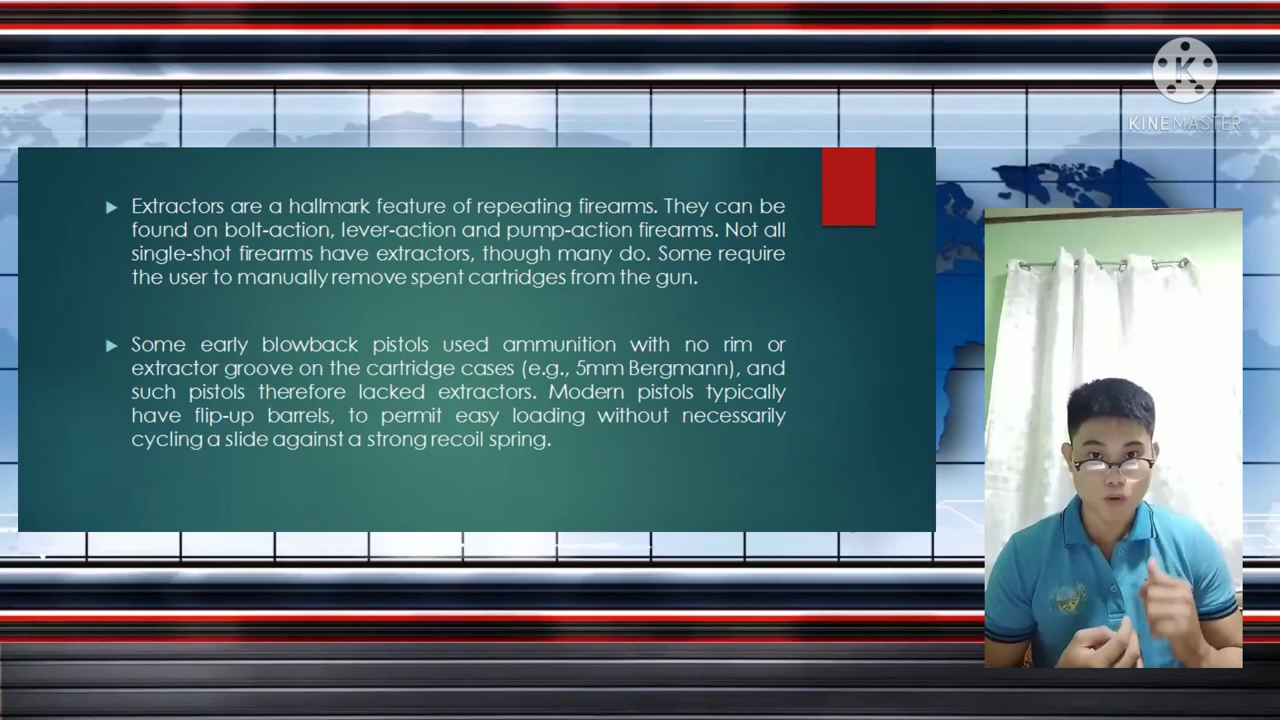 KINEMASTER
Extractors are a hallmark feature of repeating firearms. They can be
found on bolt-action, lever-action and pump-action firearms. Not all
single-shot firearms have extractors, though many do. Some require
the user to manually remove spent cartridges from the gun.
Some early blowback pistols used ammunition with no rim or
extractor groove on the cartridge cases (e.g., 5mm Bergmann), and
such pistols therefore lacked extractors. Modern pistols typically
have flip-up barrels, to permit easy loading without necessarily
cycling a slide against a strong recoil spring.